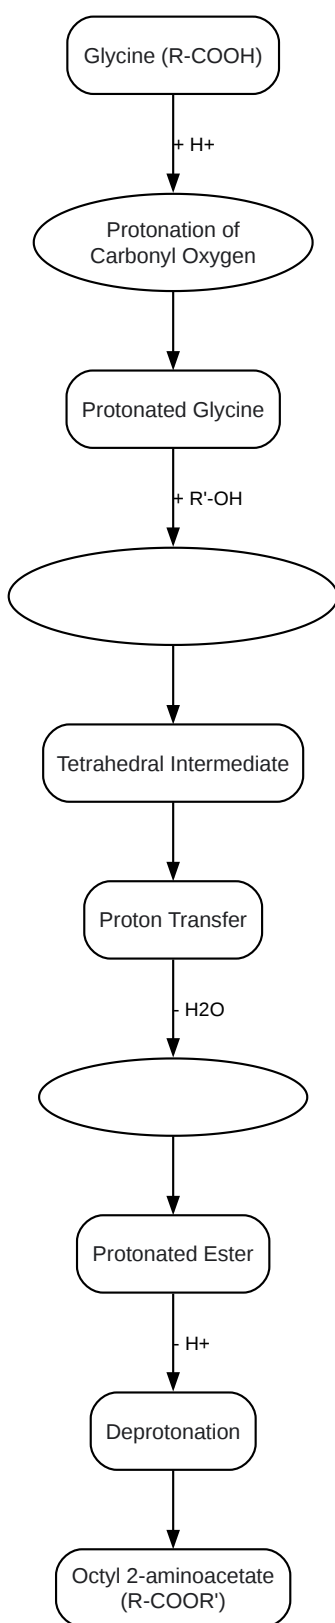 Glycine (R-COOH)
+ H+
Protonation of
Carbonyl Oxygen
Protonated Glycine
+ R'-OH
Tetrahedral Intermediate
Proton Transfer
- H2O
Protonated Ester
- H+
Deprotonation
Octyl 2-aminoacetate
(R-COOR')